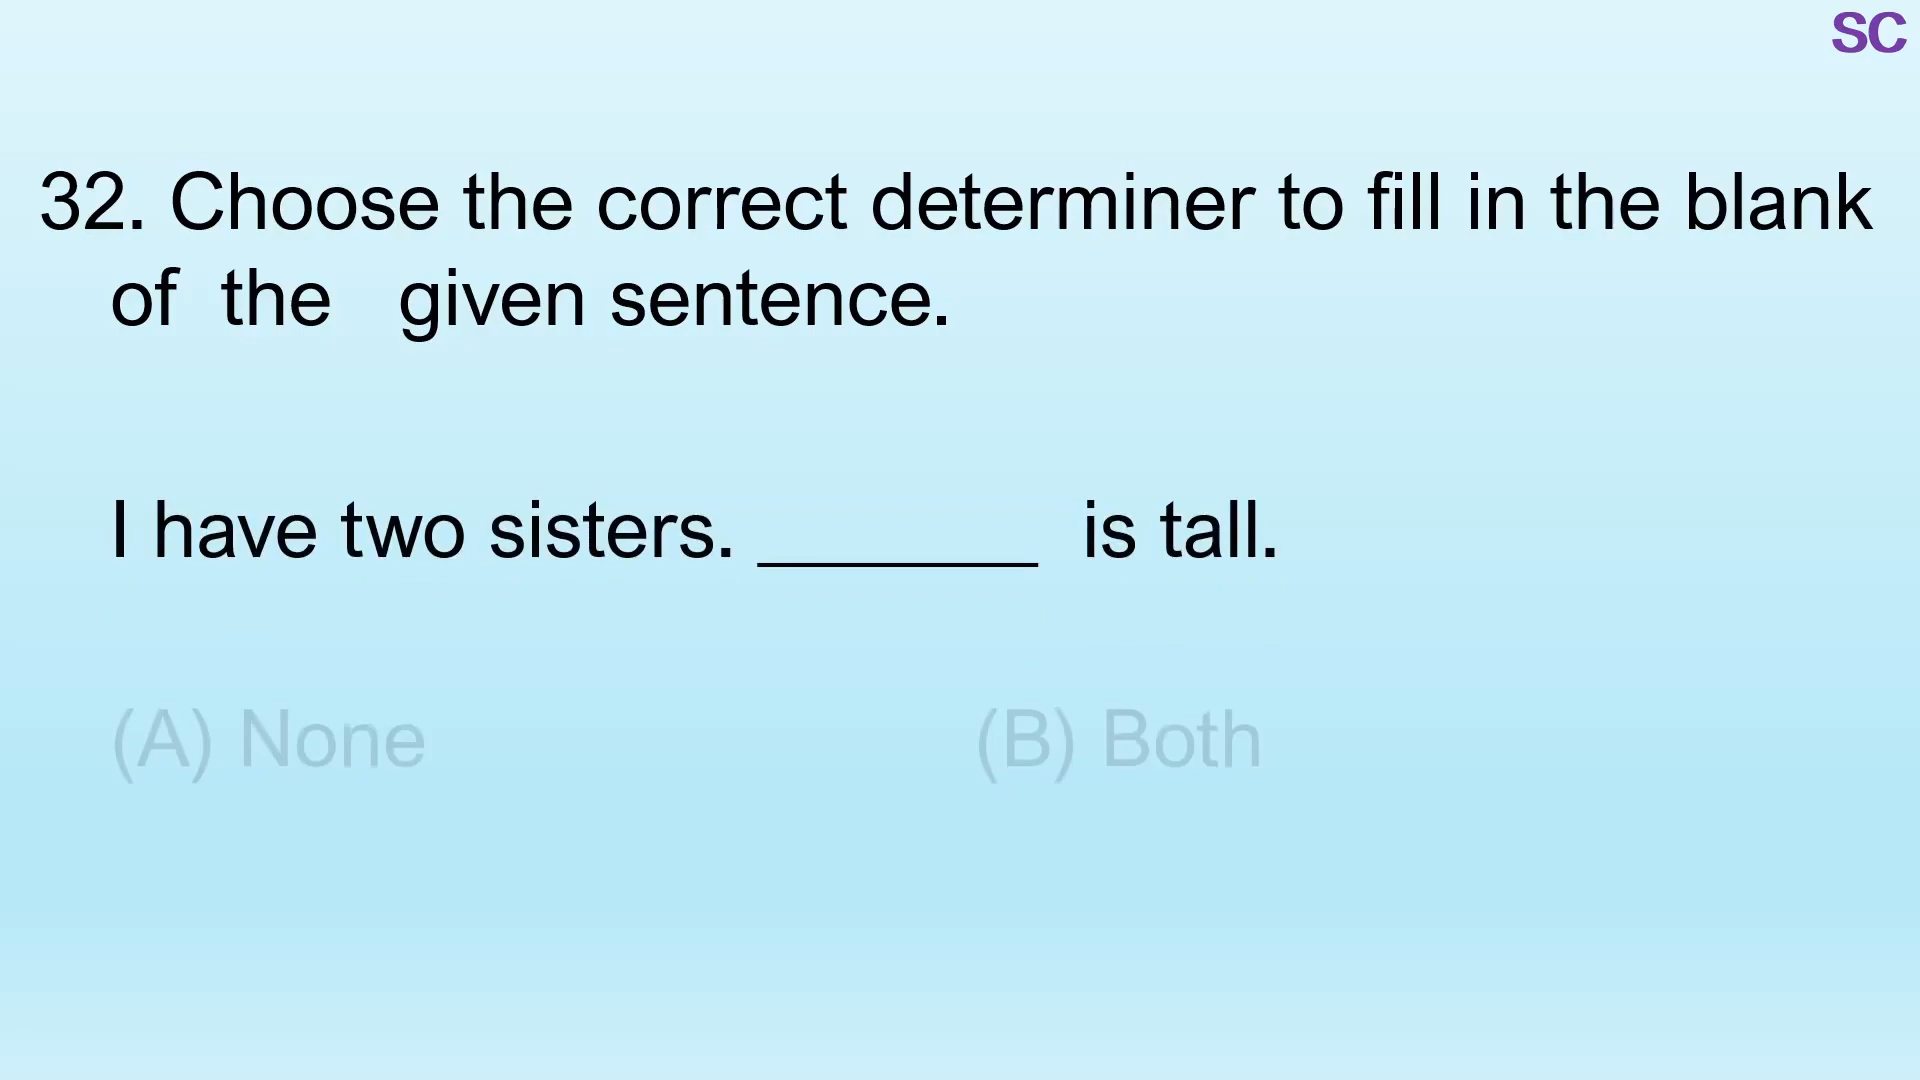 SC
32. Choose the correct determiner to fill in the blank
of the given sentence.
I have two sisters. _______ is tall.
(A) None (B) Both